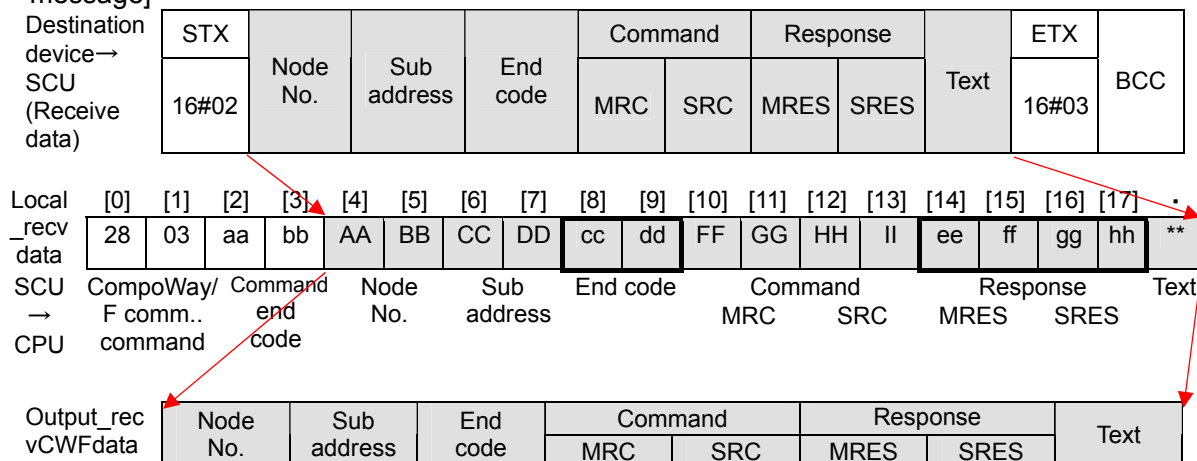 message]
Destination device→ SCU (Receive data) STX Node No. Sub address End code Command Response Text ETX BCC
16#02 MRC SRC MRES SRES 16#03
Local _recv data [0] [1] [2] [3] [4] [5] [6] [7] [8] [9] [10] [11] [12] [13] [14] [15] [16] [17] .
28 03 aa bb AA BB CC DD cc dd FF GG HH II ee ff gg hh **
SCU → CPU CompoWay/ F comm.. command Command end code Node No. Sub address End code Command Response Text
MRC SRC MRES SRES
Output_rec vCWFdata Node No. Sub address End code Command Response Text
MRC SRC MRES SRES